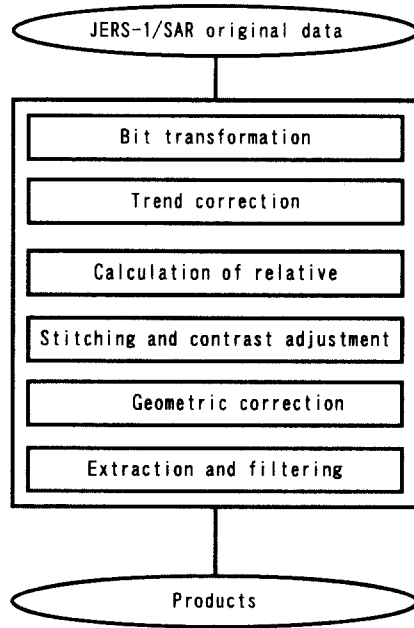 JERS-1/SAR original data
Bit transformation
Trend correction
Calculation of relative
Stitching and contrast adjustment
Geometric correction
Extraction and filtering
Products